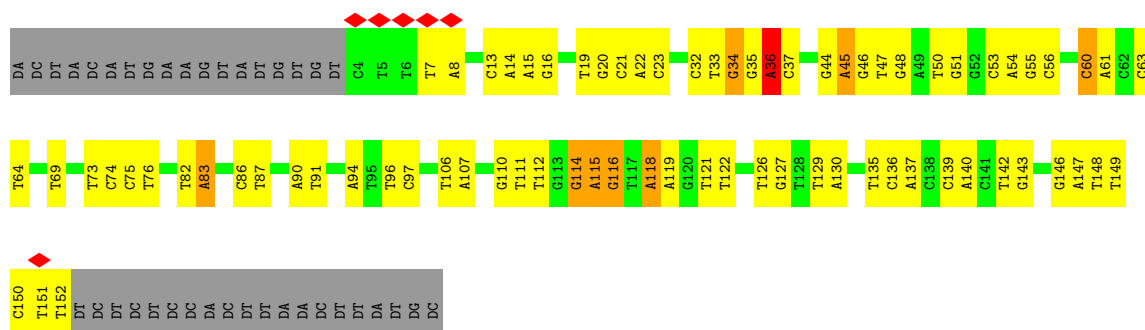 DA DC DT DA DC DA DT DG DA DA DG DT DA DT DG DT DG DT C4 T5 T6 T7 A8 C13 A14 A15 G16 T19 G20 C21 A22 C23 C32 T33 G34 G35 A36 C37 G44 A45 G46 T47 G48 A49 T50 G51 G52 C53 A54 G55 C56 C60 A61 C62 C63
T64 T69 T73 C74 C75 T76 T82 A83 C86 T87 A90 T91 A94 T95 T96 C97 T106 A107 G110 T111 T112 G113 G114 A115 G116 T117 A118 A119 G120 T121 T122 T126 G127 T128 T129 A130 T135 C136 A137 C138 C139 A140 C141 T142 G143 G146 A147 T148 T149
C150 T151 T152 DT DC DT DC DT DC DC DC DA DC DT DT DA DA DC DT DT DA DT DG DC